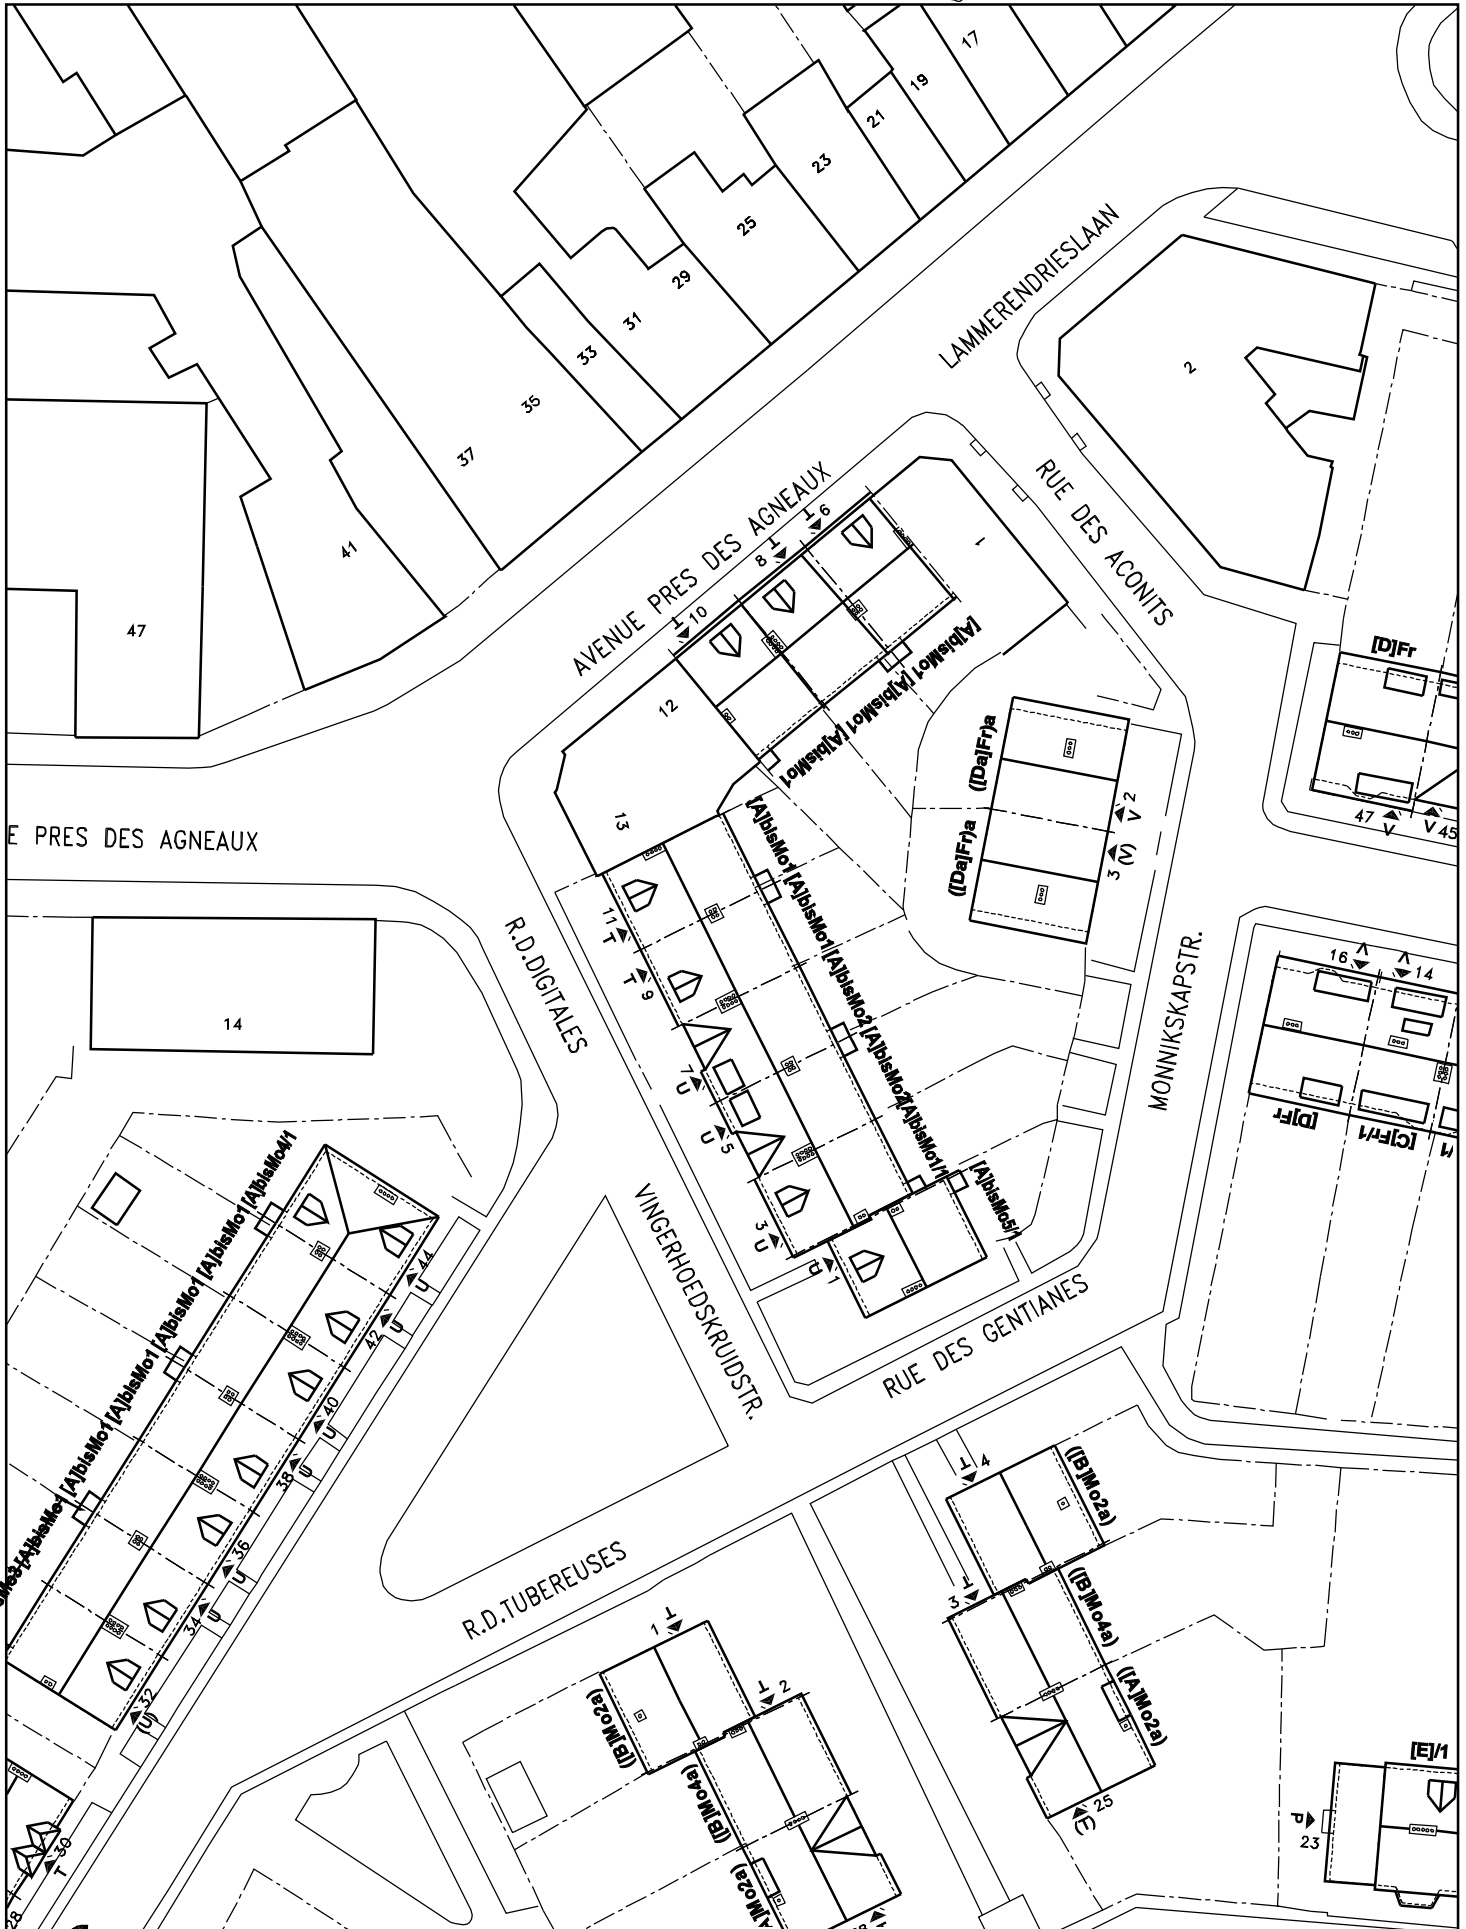 17
19
21
23
25
29
31
33
35
37
41
47
2
LAMMERENDRIESLAAN
RUE DES ACONITS
AVENUE PRES DES AGNEAUX
T 6
8 T
T 10
1
12
13
[A]bisMo1 [A]bisMo1 [A]bisMo1
[D]Fr
47 V
V 45
([Da]Fr)a
([Da]Fr)a
V 2
3 (V)
E PRES DES AGNEAUX
14
R.D.DIGITALES
VINGERHOEDSKRUIDSTR.
MONNIKSKAPSTR.
11 T
T 9
7 U
U 5
3 U
U 1
[A]bisMo1 [A]bisMo1 [A]bisMo2 [A]bisMo2 [A]bisMo1/1
[A]bisMo5/1
16 V
V 14
[D]Fr
[C]Fr/1
/1
RUE DES GENTIANES
[A]bisMo1 [A]bisMo1 [A]bisMo1 [A]bisMo1 [A]bisMo4/1
44 U
42 U
40 U
38 U
36 U
34 U
32 U
30 T
28
R.D.TUBEREUSES
T 4
([B]Mo2a)
3 T
([B]Mo4a)
([A]Mo2a)
25 (E)
1 T
T 2
([B]Mo2a)
([B]Mo4a)
A]Mo2a)
[E]/1
P 23